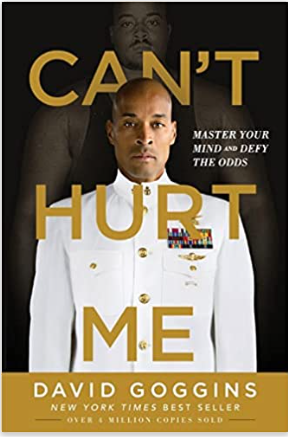 CAN'T
MASTER YOUR
MIND AND DEFY
THE ODDS
HURT
ME
DAVID GOGGINS
NEW YORK TIMES BEST SELLER
OVER 4 MILLION COPIES SOLD